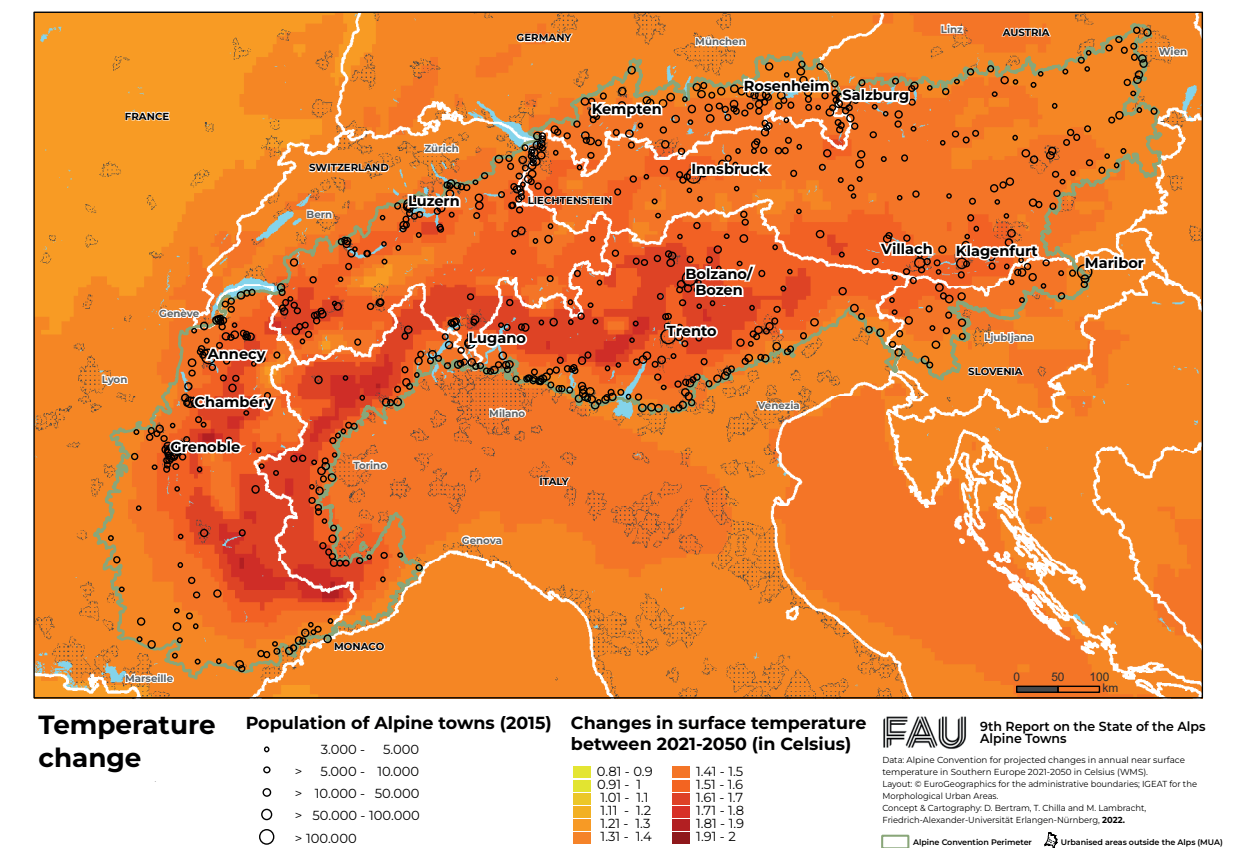 GERMANY
München
Linz
AUSTRIA
Wien
Rosenheim
Salzburg
Kempten
FRANCE
Zürich
SWITZERLAND
Innsbruck
Luzern
LIECHTENSTEIN
Bern
Villach
Klagenfurt
Maribor
Bolzano/
Bozen
Genève
Trento
Lugano
Ljubljana
Annecy
SLOVENIA
Lyon
Chambéry
Milano
Venezia
Grenoble
Torino
ITALY
Genova
MONACO
Marseille
0 50 100
km
Temperature
change
Population of Alpine towns (2015)
3.000 - 5.000
> 5.000 - 10.000
> 10.000 - 50.000
> 50.000 - 100.000
> 100.000
Changes in surface temperature
between 2021-2050 (in Celsius)
0.81 - 0.9
0.91 - 1
1.01 - 1.1
1.11 - 1.2
1.21 - 1.3
1.31 - 1.4
1.41 - 1.5
1.51 - 1.6
1.61 - 1.7
1.71 - 1.8
1.81 - 1.9
1.91 - 2
FAU
9th Report on the State of the Alps
Alpine Towns
Data: Alpine Convention for projected changes in annual near surface
temperature in Southern Europe 2021-2050 in Celsius (WMS).
Layout: © EuroGeographics for the administrative boundaries; IGEAT for the
Morphological Urban Areas.
Concept & Cartography: D. Bertram, T. Chilla and M. Lambracht,
Friedrich-Alexander-Universität Erlangen-Nürnberg, 2022.
Alpine Convention Perimeter
Urbanised areas outside the Alps (MUA)